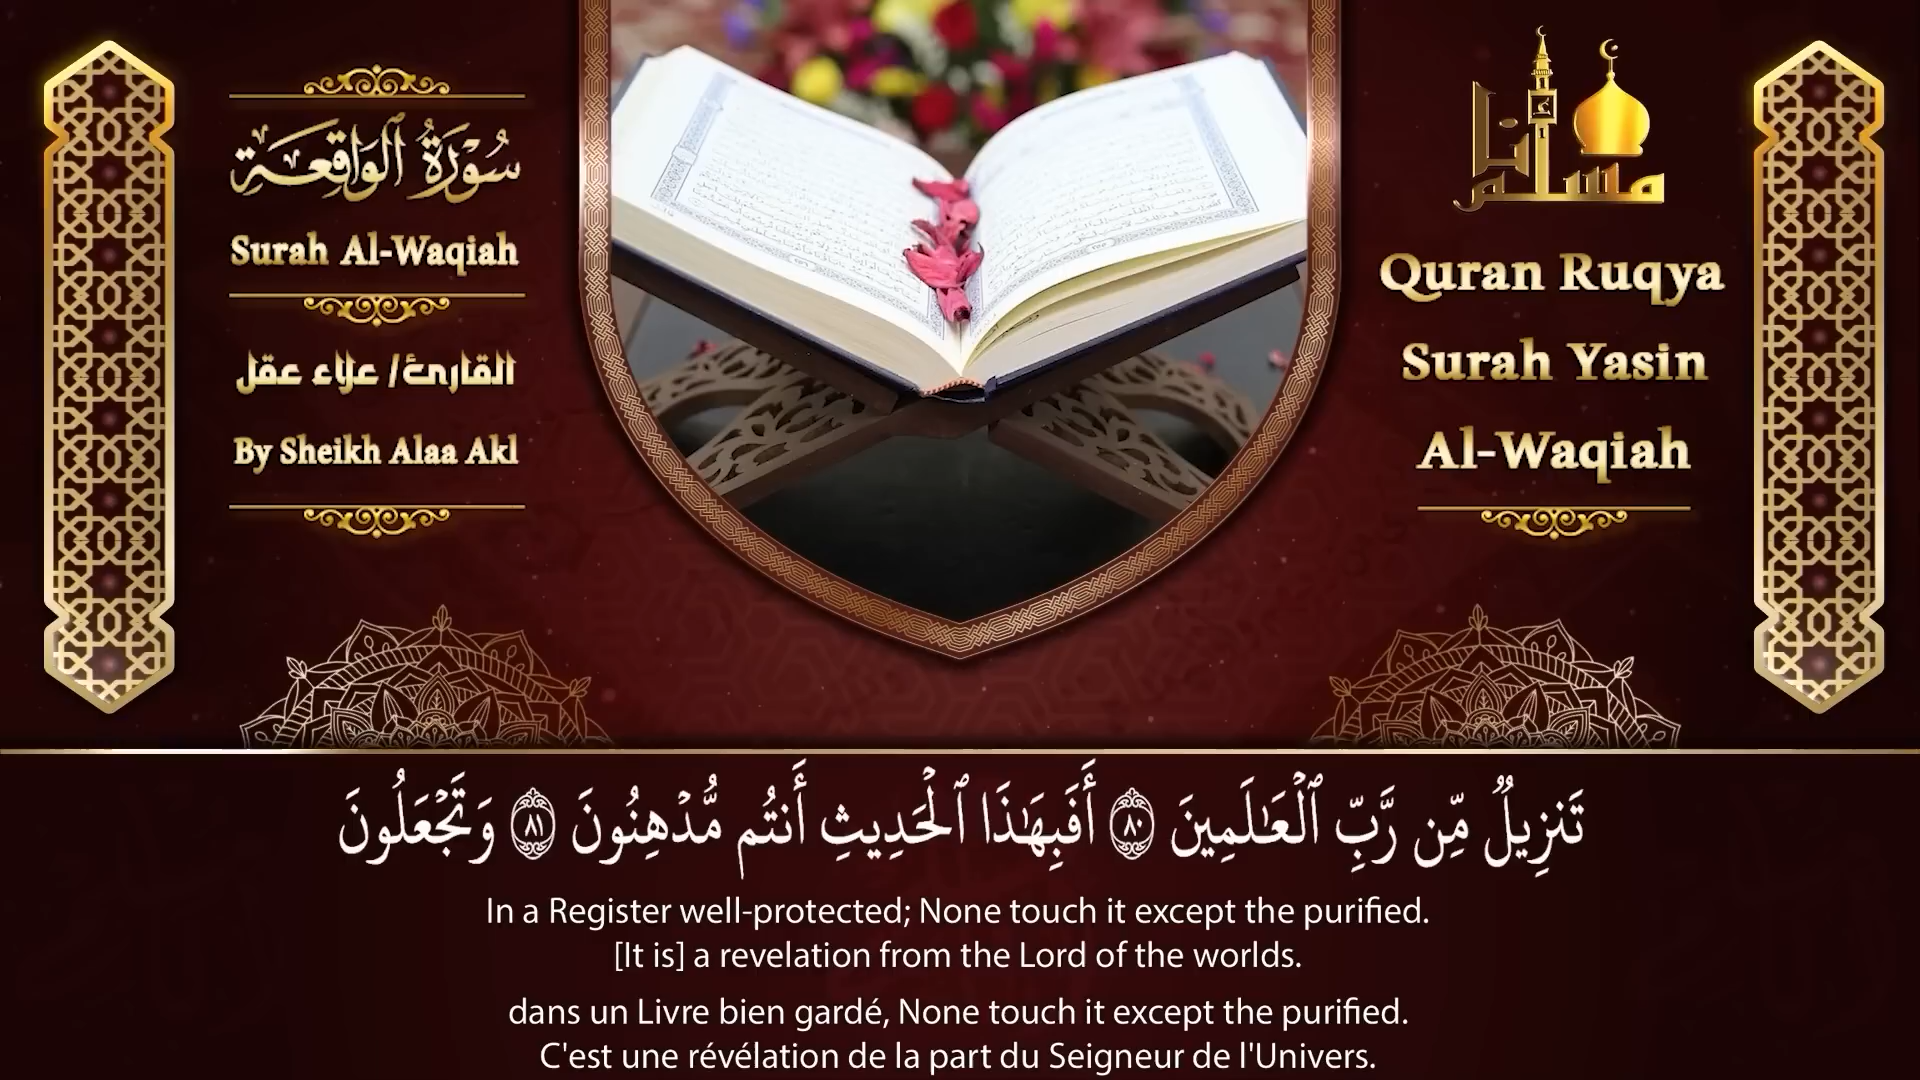 سُورَةُ الوَاقِعَة
Surah Al-Waqiah
القارئ/ علاء عقل
By Sheikh Alaa Akl
أنا مسلم
Quran Ruqya
Surah Yasin
Al-Waqiah
تَنزِيلٌ مِّن رَّبِّ ٱلْعَٰلَمِينَ ٨٠ أَفَبِهَٰذَا ٱلْحَدِيثِ أَنتُم مُّدْهِنُونَ ٨١ وَتَجْعَلُونَ
In a Register well-protected; None touch it except the purified.
[It is] a revelation from the Lord of the worlds.
dans un Livre bien gardé, None touch it except the purified.
C'est une révélation de la part du Seigneur de l'Univers.